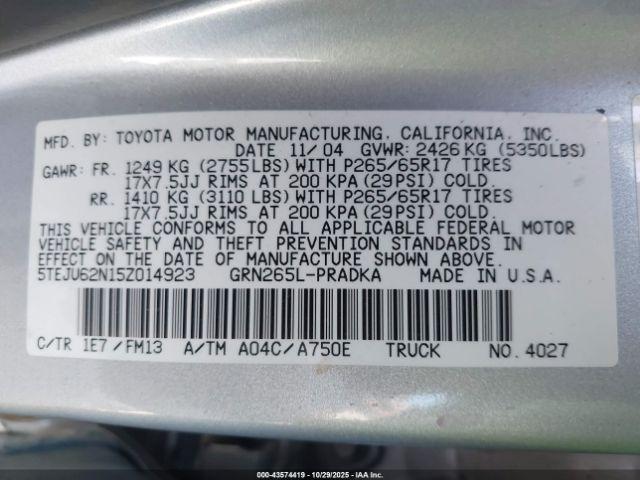 MFD. BY: TOYOTA MOTOR MANUFACTURING, CALIFORNIA, INC.
DATE 11/04 GVWR: 2426 KG (5350LBS)
GAWR: FR. 1249 KG (2755LBS) WITH P265/65R17 TIRES
17X7.5JJ RIMS AT 200 KPA (29PSI) COLD.
RR. 1410 KG (3110 LBS) WITH P265/65R17 TIRES
17X7.5JJ RIMS AT 200 KPA (29PSI) COLD.
THIS VEHICLE CONFORMS TO ALL APPLICABLE FEDERAL MOTOR
VEHICLE SAFETY AND THEFT PREVENTION STANDARDS IN EFFECT
ON THE DATE OF MANUFACTURE SHOWN ABOVE.
5TEJU62N15Z014923 GRN265L-PRADKA MADE IN U.S.A.
C/TR 1E7/FM13 A/TM A04C/A750E TRUCK NO. 4027
000-43574419 | 10/29/2025 | iaai.com